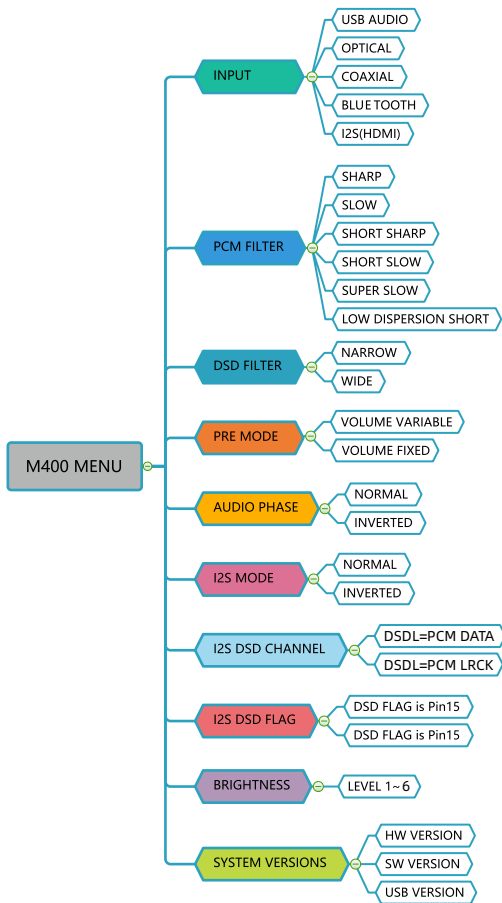 M400 MENU
INPUT
USB AUDIO
OPTICAL
COAXIAL
BLUE TOOTH
I2S(HDMI)
PCM FILTER
SHARP
SLOW
SHORT SHARP
SHORT SLOW
SUPER SLOW
LOW DISPERSION SHORT
DSD FILTER
NARROW
WIDE
PRE MODE
VOLUME VARIABLE
VOLUME FIXED
AUDIO PHASE
NORMAL
INVERTED
I2S MODE
NORMAL
INVERTED
I2S DSD CHANNEL
DSDL=PCM DATA
DSDL=PCM LRCK
I2S DSD FLAG
DSD FLAG is Pin15
DSD FLAG is Pin15
BRIGHTNESS
LEVEL 1~6
SYSTEM VERSIONS
HW VERSION
SW VERSION
USB VERSION